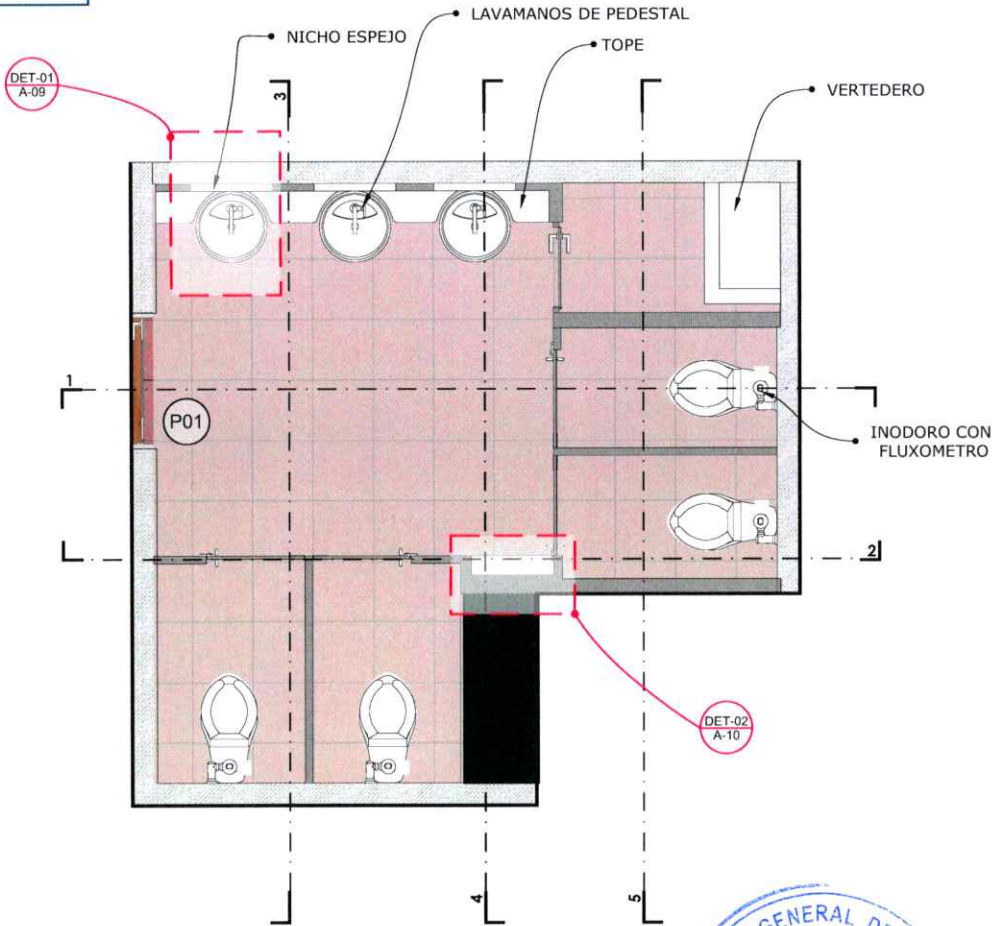 LAVAMANOS DE PEDESTAL
NICHO ESPEJO
TOPE
DET-01
A-09
3
VERTEDERO
1
P01
INODORO CON
FLUXOMETRO
2
DET-02
A-10
4
5
GENERAL